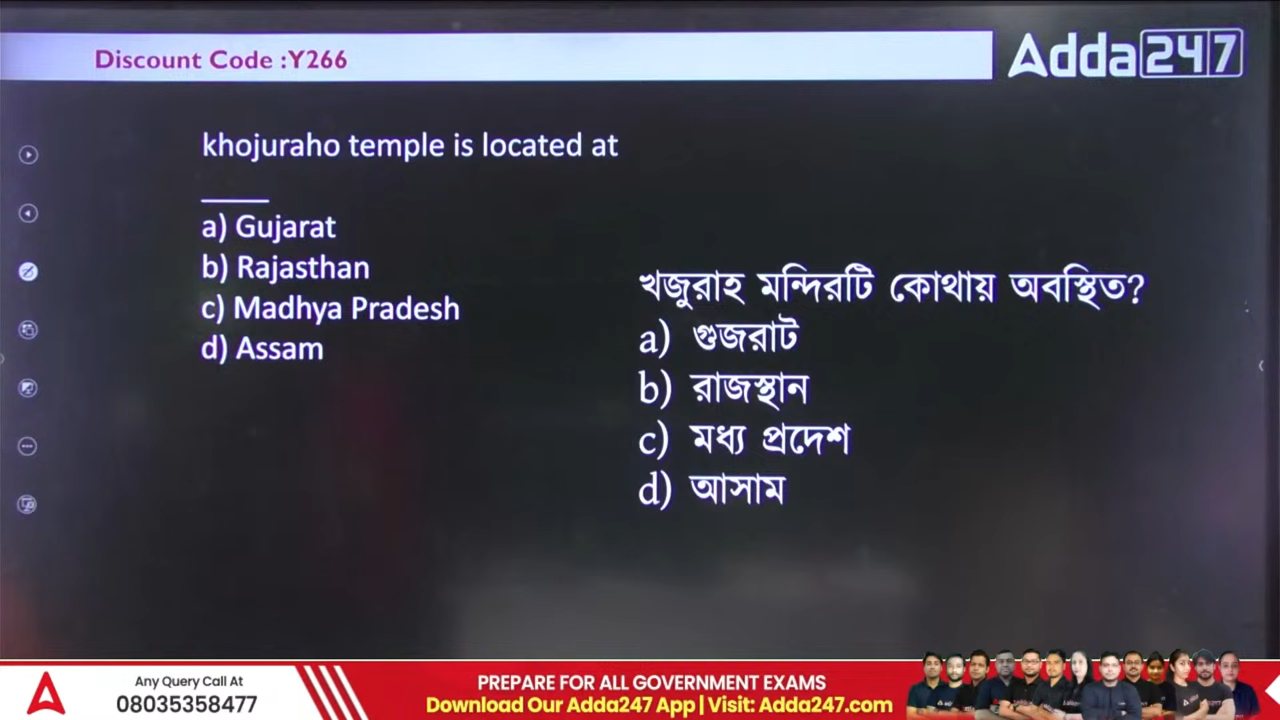 Discount Code :Y266
Adda247
khojuraho temple is located at
____
a) Gujarat
b) Rajasthan
c) Madhya Pradesh
d) Assam
খজুরাহ মন্দিরটি কোথায় অবস্থিত?
a) গুজরাট
b) রাজস্থান
c) মধ্য প্রদেশ
d) আসাম
Any Query Call At
08035358477
PREPARE FOR ALL GOVERNMENT EXAMS
Download Our Adda247 App | Visit: Adda247.com